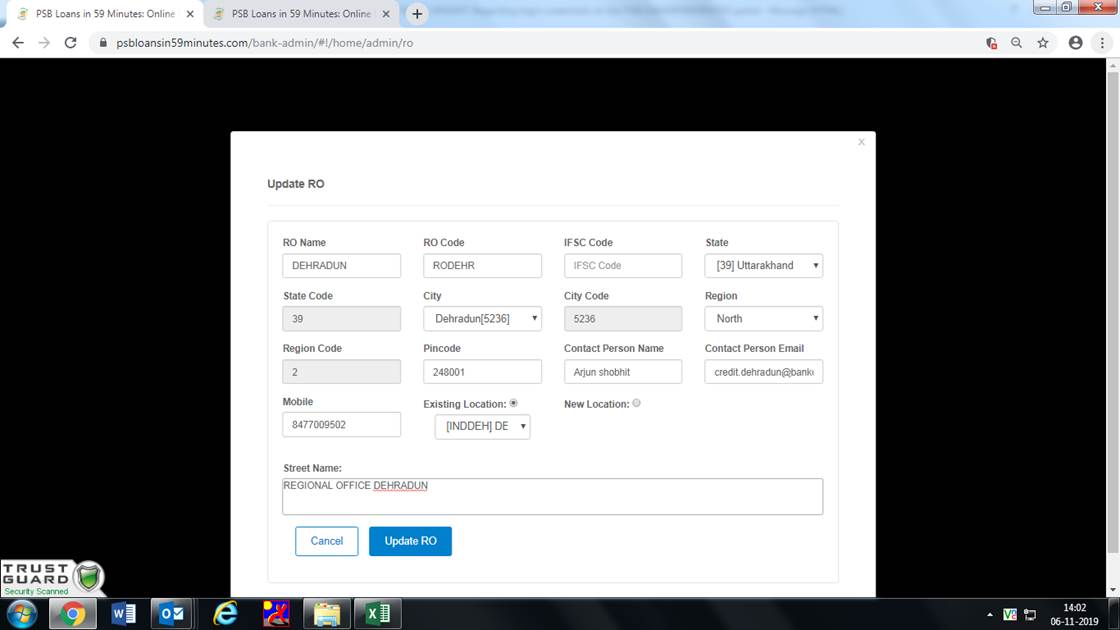 PSB Loans in 59 Minutes: Online
PSB Loans in 59 Minutes: Online
psbloansin59minutes.com/bank-admin/#!/home/admin/ro
x
Update RO
RO Name RO Code IFSC Code State
DEHRADUN RODEHR IFSC Code [39] Uttarakhand
State Code City City Code Region
39 Dehradun[5236] 5236 North
Region Code Pincode Contact Person Name Contact Person Email
2 248001 Arjun shobhit credit.dehradun@bank
Mobile Existing Location: New Location:
8477009502 [INDDEH] DE
Street Name:
REGIONAL OFFICE DEHRADUN
Cancel Update RO
TRUST
GUARD
Security Scanned
14:02
06-11-2019